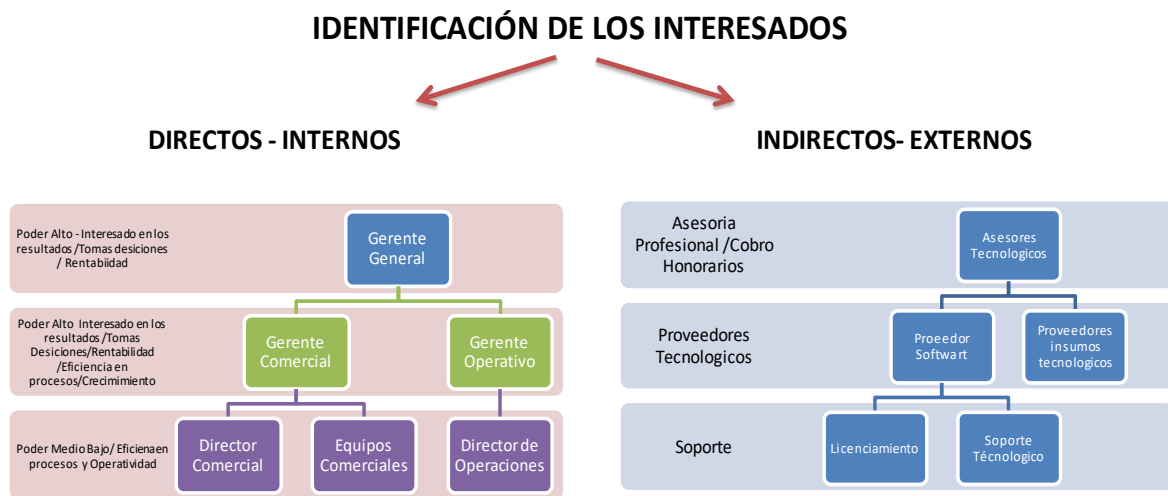 IDENTIFICACIÓN DE LOS INTERESADOS
DIRECTOS - INTERNOS
Poder Alto - Interesado en los
resultados/Tomas desiciones
/ Rentabiidad
Gerente
General
Poder Alto Interesado en los
resultados/Tomas
Desiciones/Rentabilidad
/Eficiencia en
procesos/Crecimimiento
Gerente
Comercial
Gerente
Operativo
Poder Medio Bajo/ Eficienaen
procesos y Operatividad
Director
Comercial
Equipos
Comerciales
Director de
Operaciones
INDIRECTOS- EXTERNOS
Asesoria
Profesional /Cobro
Honorarios
Asesores
Tecnologicos
Proveedores
Tecnologicos
Proeedor
Softwart
Proveedores
insumos
tecnologicos
Soporte
Licenciamiento
Soporte
Técnologico